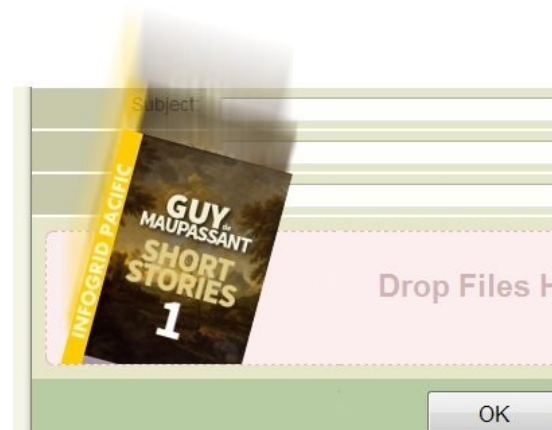 Subject:
INFOGRID PACIFIC
GUY de
MAUPASSANT
SHORT
STORIES
1
Drop Files H
OK